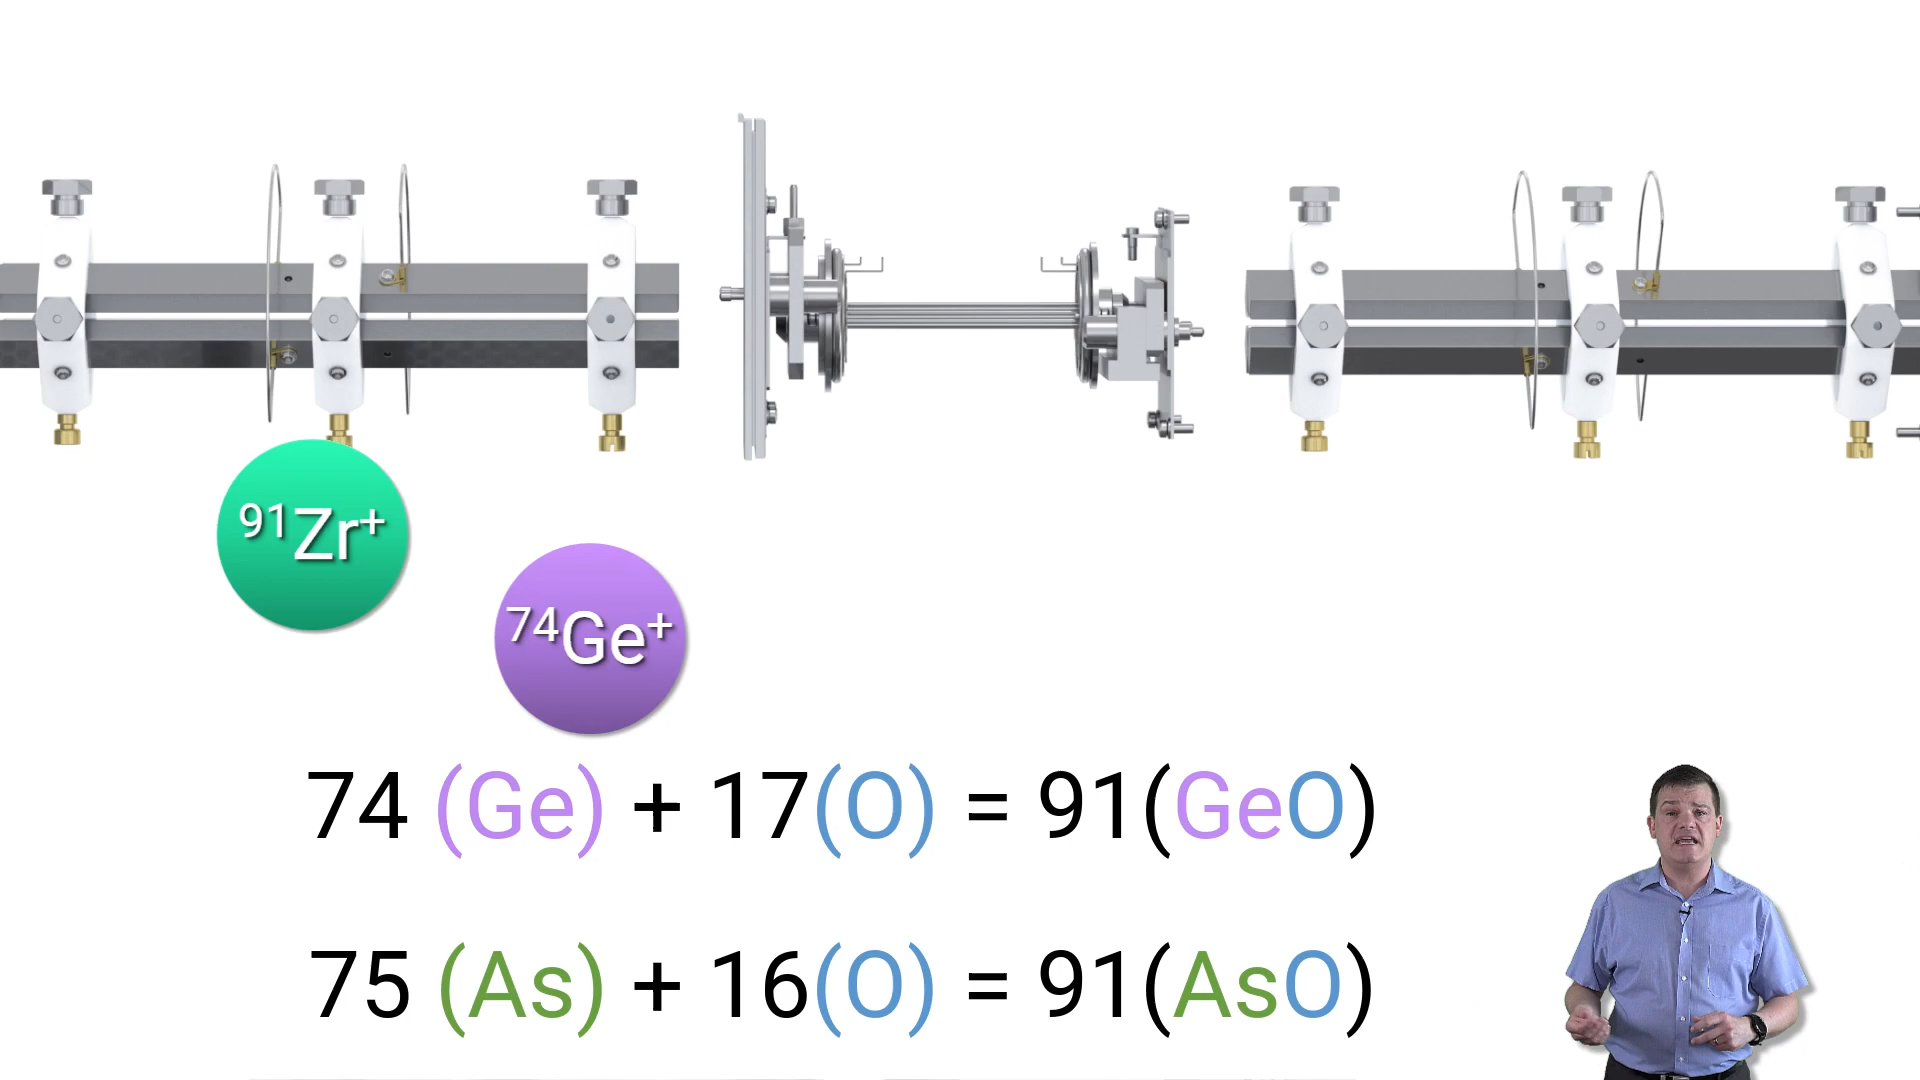 ⁹¹Zr⁺
⁷⁴Ge⁺
74 (Ge) + 17(O) = 91(GeO)
75 (As) + 16(O) = 91(AsO)